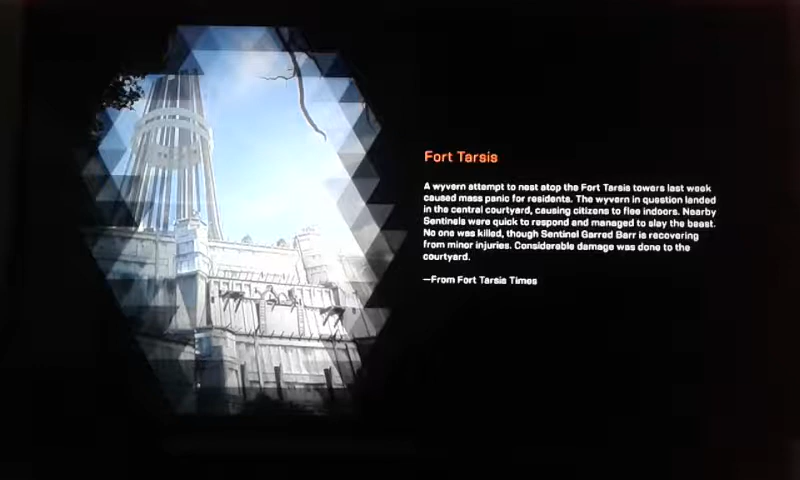 Fort Tarsis
A wyvern attempt to nest atop the Fort Tarsis towers last week
caused mass panic for residents. The wyvern in question landed
in the central courtyard, causing citizens to flee indoors. Nearby
Sentinels were quick to respond and managed to slay the beast.
No one was killed, though Sentinel Garred Barr is recovering
from minor injuries. Considerable damage was done to the
courtyard.
—From Fort Tarsis Times